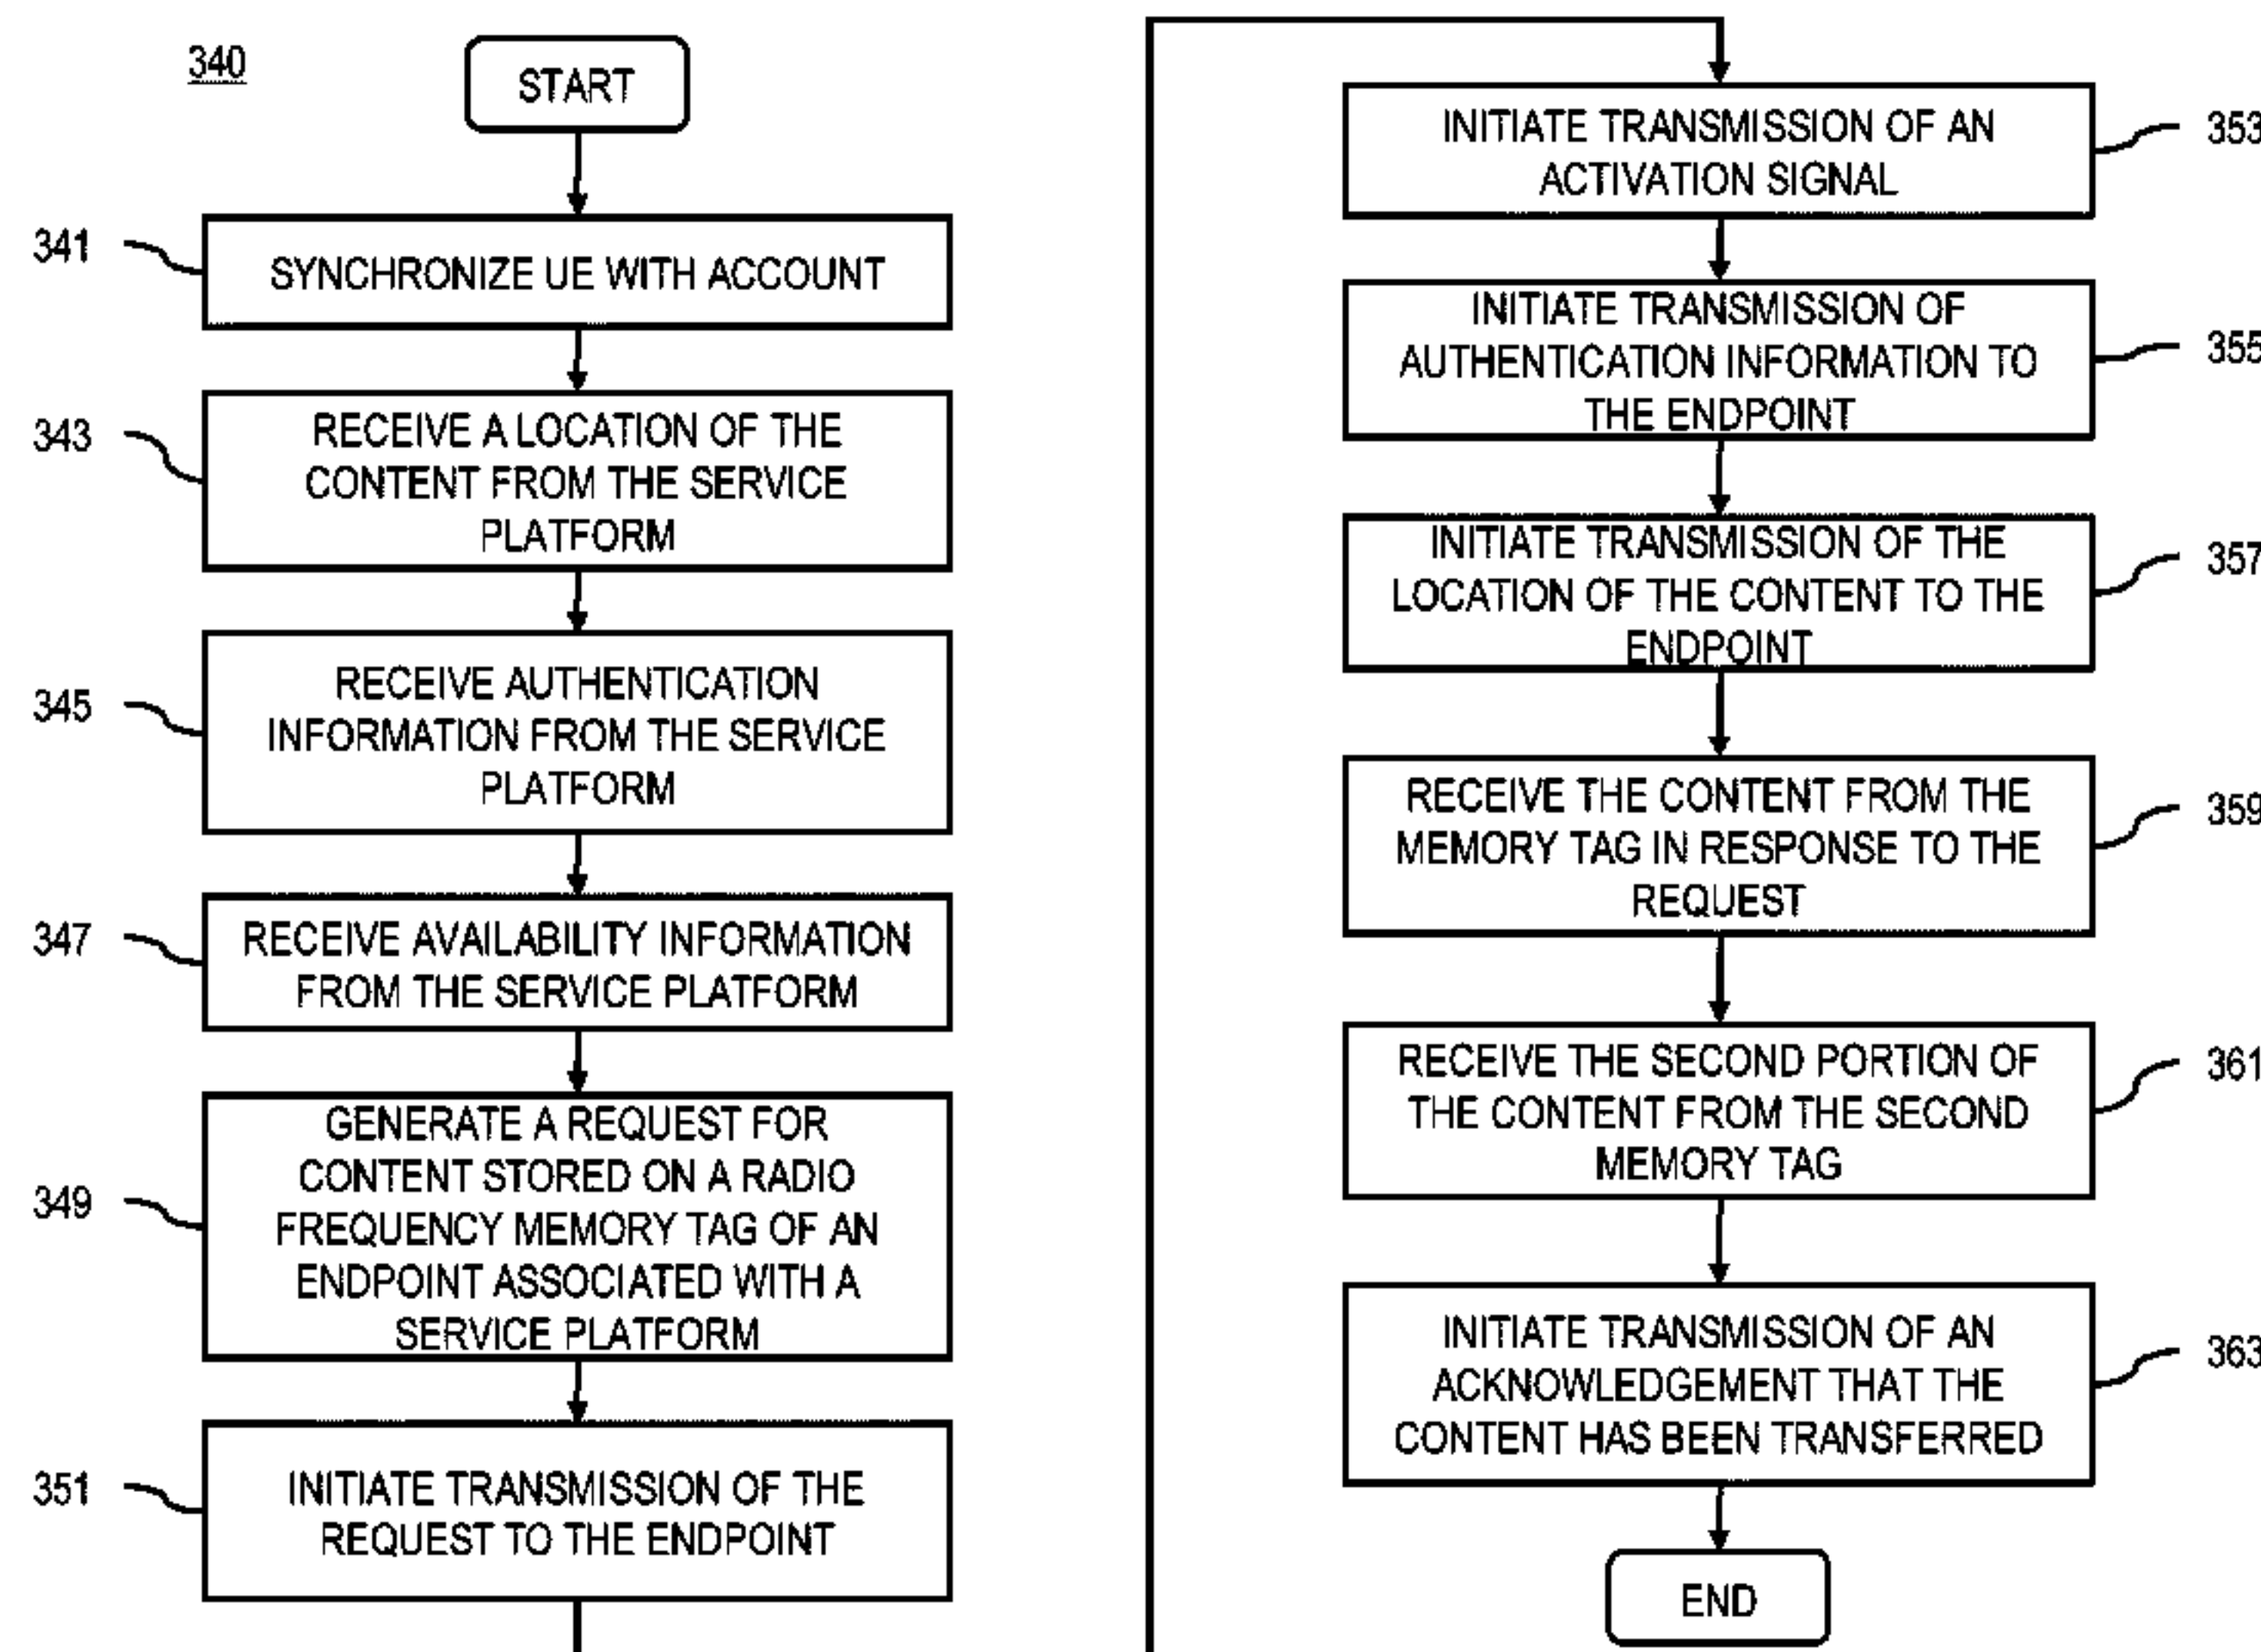 340
START
341
SYNCHRONIZE UE WITH ACCOUNT
343
RECEIVE A LOCATION OF THE
CONTENT FROM THE SERVICE
PLATFORM
345
RECEIVE AUTHENTICATION
INFORMATION FROM THE SERVICE
PLATFORM
347
RECEIVE AVAILABILITY INFORMATION
FROM THE SERVICE PLATFORM
349
GENERATE A REQUEST FOR
CONTENT STORED ON A RADIO
FREQUENCY MEMORY TAG OF AN
ENDPOINT ASSOCIATED WITH A
SERVICE PLATFORM
351
INITIATE TRANSMISSION OF THE
REQUEST TO THE ENDPOINT
INITIATE TRANSMISSION OF AN
ACTIVATION SIGNAL
353
INITIATE TRANSMISSION OF
AUTHENTICATION INFORMATION TO
THE ENDPOINT
355
INITIATE TRANSMISSION OF THE
LOCATION OF THE CONTENT TO THE
ENDPOINT
357
RECEIVE THE CONTENT FROM THE
MEMORY TAG IN RESPONSE TO THE
REQUEST
359
RECEIVE THE SECOND PORTION OF
THE CONTENT FROM THE SECOND
MEMORY TAG
361
INITIATE TRANSMISSION OF AN
ACKNOWLEDGEMENT THAT THE
CONTENT HAS BEEN TRANSFERRED
363
END